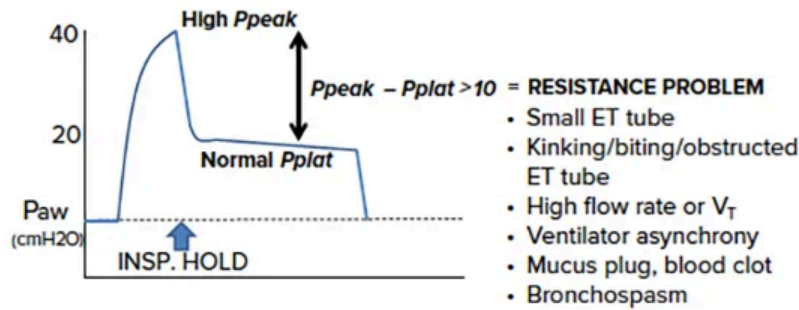 High Ppeak
40
Ppeak – Pplat >10 = RESISTANCE PROBLEM
• Small ET tube
20
• Kinking/biting/obstructed
ET tube
Normal Pplat
• High flow rate or VT
Paw
(cmH2O)
• Ventilator asynchrony
INSP. HOLD
• Mucus plug, blood clot
• Bronchospasm